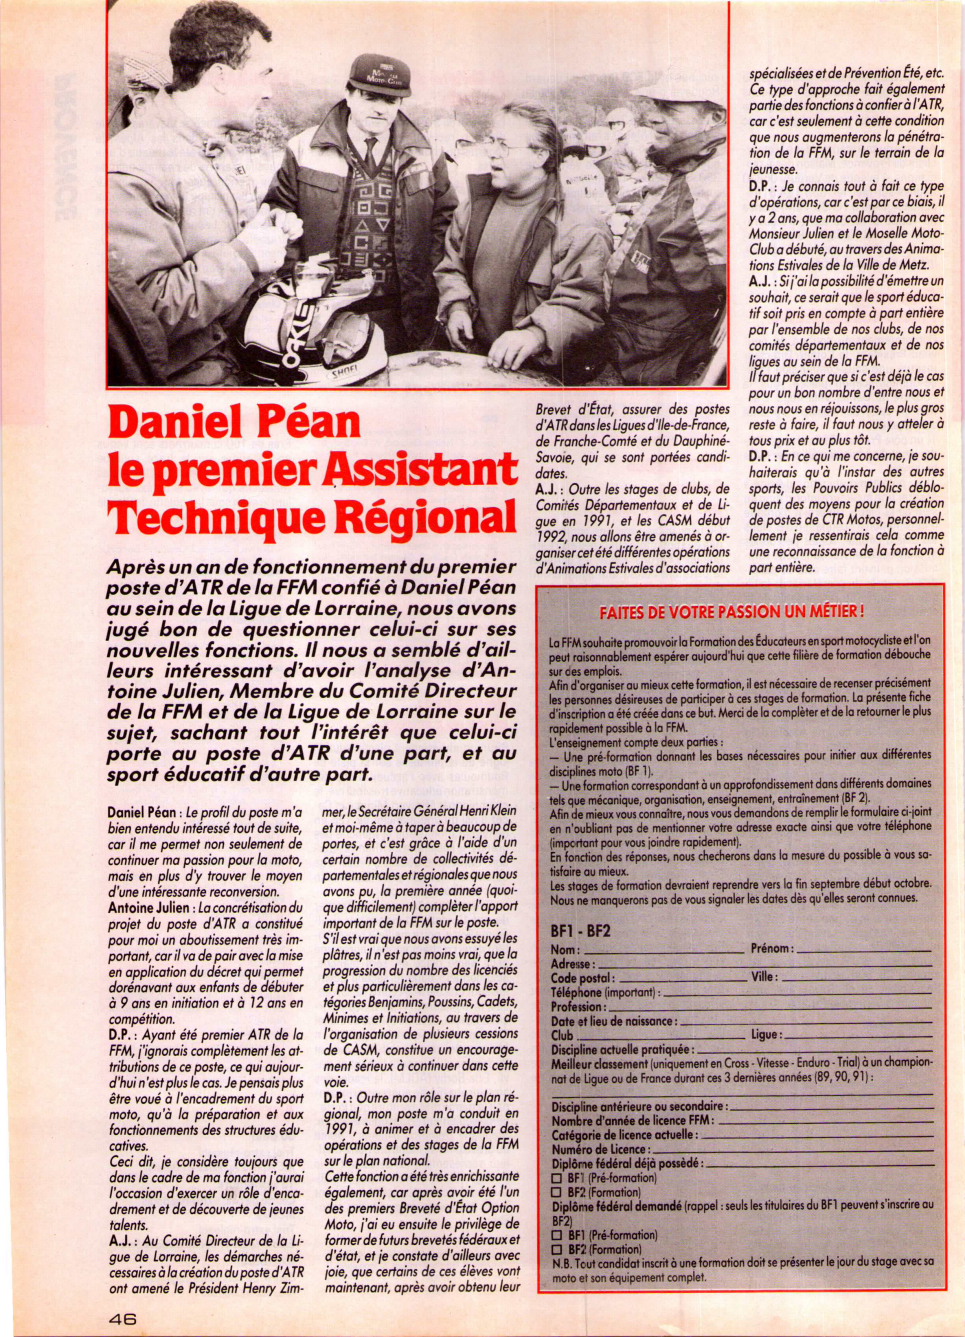 MOTO-CLUB
SHOEI
Daniel Péan
le premier Assistant
Technique Régional
Après un an de fonctionnement du premier
poste d'ATR de la FFM confié à Daniel Péan
au sein de la Ligue de Lorraine, nous avons
jugé bon de questionner celui-ci sur ses
nouvelles fonctions. Il nous a semblé d'ail-
leurs intéressant d'avoir l'analyse d'An-
toine Julien, Membre du Comité Directeur
de la FFM et de la Ligue de Lorraine sur le
sujet, sachant tout l'intérêt que celui-ci
porte au poste d'ATR d'une part, et au
sport éducatif d'autre part.
Daniel Péan : Le profil du poste m'a
bien entendu intéressé tout de suite,
car il me permet non seulement de
continuer ma passion pour la moto,
mais en plus d'y trouver le moyen
d'une intéressante reconversion.
Antoine Julien : La concrétisation du
projet du poste d'ATR a constitué
pour moi un aboutissement très im-
portant, car il va de pair avec la mise
en application du décret qui permet
dorénavant aux enfants de débuter
à 9 ans en initiation et à 12 ans en
compétition.
D.P. : Ayant été premier ATR de la
FFM, j'ignorais complètement les at-
tributions de ce poste, ce qui aujour-
d'hui n'est plus le cas. Je pensais plus
être voué à l'encadrement du sport
moto, qu'à la préparation et aux
fonctionnements des structures édu-
catives.
Ceci dit, je considère toujours que
dans le cadre de ma fonction j'aurai
l'occasion d'exercer un rôle d'enca-
drement et de découverte de jeunes
talents.
A.J. : Au Comité Directeur de la Li-
gue de Lorraine, les démarches né-
cessaires à la création du poste d'ATR
ont amené le Président Henry Zim-
mer, le Secrétaire Général Henri Klein
et moi-même à taper à beaucoup de
portes, et c'est grâce à l'aide d'un
certain nombre de collectivités dé-
partementales et régionales que nous
avons pu, la première année (quoi-
que difficilement) complèter l'apport
important de la FFM sur le poste.
S'il est vrai que nous avons essuyé les
plâtres, il n'est pas moins vrai, que la
progression du nombre des licenciés
et plus particulièrement dans les ca-
tégories Benjamins, Poussins, Cadets,
Minimes et Initiations, au travers de
l'organisation de plusieurs cessions
de CASM, constitue un encourage-
ment sérieux à continuer dans cette
voie.
D.P. : Outre mon rôle sur le plan ré-
gional, mon poste m'a conduit en
1991, à animer et à encadrer des
opérations et des stages de la FFM
sur le plan national.
Cette fonction a été très enrichissante
également, car après avoir été l'un
des premiers Breveté d'État Option
Moto, j'ai eu ensuite le privilège de
former de futurs brevetés fédéraux et
d'état, et je constate d'ailleurs avec
joie, que certains de ces élèves vont
maintenant, après avoir obtenu leur
Brevet d'État, assurer des postes
d'ATR dans les Ligues d'Ile-de-France,
de Franche-Comté et du Dauphiné-
Savoie, qui se sont portées candi-
dates.
A.J. : Outre les stages de clubs, de
Comités Départementaux et de Li-
gue en 1991, et les CASM début
1992, nous allons être amenés à or-
ganiser cet été différentes opérations
d'Animations Estivales d'associations
spécialisées et de Prévention Été, etc.
Ce type d'approche fait également
partie des fonctions à confier à l'ATR,
car c'est seulement à cette condition
que nous augmenterons la pénétra-
tion de la FFM, sur le terrain de la
jeunesse.
D.P. : Je connais tout à fait ce type
d'opérations, car c'est par ce biais, il
y a 2 ans, que ma collaboration avec
Monsieur Julien et le Moselle Moto-
Club a débuté, au travers des Anima-
tions Estivales de la Ville de Metz.
A.J. : Si j'ai la possibilité d'émettre un
souhait, ce serait que le sport éduca-
tif soit pris en compte à part entière
par l'ensemble de nos clubs, de nos
comités départementaux et de nos
ligues au sein de la FFM.
Il faut préciser que si c'est déjà le cas
pour un bon nombre d'entre nous et
nous nous en réjouissons, le plus gros
reste à faire, il faut nous y atteler à
tous prix et au plus tôt.
D.P. : En ce qui me concerne, je sou-
haiterais qu'à l'instar des autres
sports, les Pouvoirs Publics déblo-
quent des moyens pour la création
de postes de CTR Motos, personnel-
lement je ressentirais cela comme
une reconnaissance de la fonction à
part entière.
FAITES DE VOTRE PASSION UN MÉTIER !
La FFM souhaite promouvoir la Formation des Éducateurs en sport motocycliste et l'on
peut raisonnablement espérer aujourd'hui que cette filière de formation débouche
sur des emplois.
Afin d'organiser au mieux cette formation, il est nécessaire de recenser précisément
les personnes désireuses de participer à ces stages de formation. La présente fiche
d'inscription a été créée dans ce but. Merci de la complèter et de la retourner le plus
rapidement possible à la FFM.
L'enseignement compte deux parties :
— Une pré-formation donnant les bases nécessaires pour initier aux différentes
disciplines moto (BF 1).
— Une formation correspondant à un approfondissement dans différents domaines
tels que mécanique, organisation, enseignement, entraînement (BF 2).
Afin de mieux vous connaître, nous vous demandons de remplir le formulaire ci-joint
en n'oubliant pas de mentionner votre adresse exacte ainsi que votre téléphone
(important pour vous joindre rapidement).
En fonction des réponses, nous checherons dans la mesure du possible à vous sa-
tisfaire au mieux.
Les stages de formation devraient reprendre vers la fin septembre début octobre.
Nous ne manquerons pas de vous signaler les dates dès qu'elles seront connues.
BF1 - BF2
Nom : Prénom :
Adresse :
Code postal : Ville :
Téléphone (important) :
Profession :
Date et lieu de naissance :
Club Ligue :
Discipline actuelle pratiquée :
Meilleur classement (uniquement en Cross - Vitesse - Enduro - Trial) à un champion-
nat de Ligue ou de France durant ces 3 dernières années (89, 90, 91) :
Discipline antérieure ou secondaire :
Nombre d'année de licence FFM :
Catégorie de licence actuelle :
Numéro de Licence :
Diplôme fédéral déjà possèdé :
☐ BF1 (Pré-formation)
☐ BF2 (Formation)
Diplôme fédéral demandé (rappel : seuls les titulaires du BF1 peuvent s'inscrire au
BF2)
☐ BF1 (Pré-formation)
☐ BF2 (Formation)
N.B. Tout candidat inscrit à une formation doit se présenter le jour du stage avec sa
moto et son équipement complet.
46